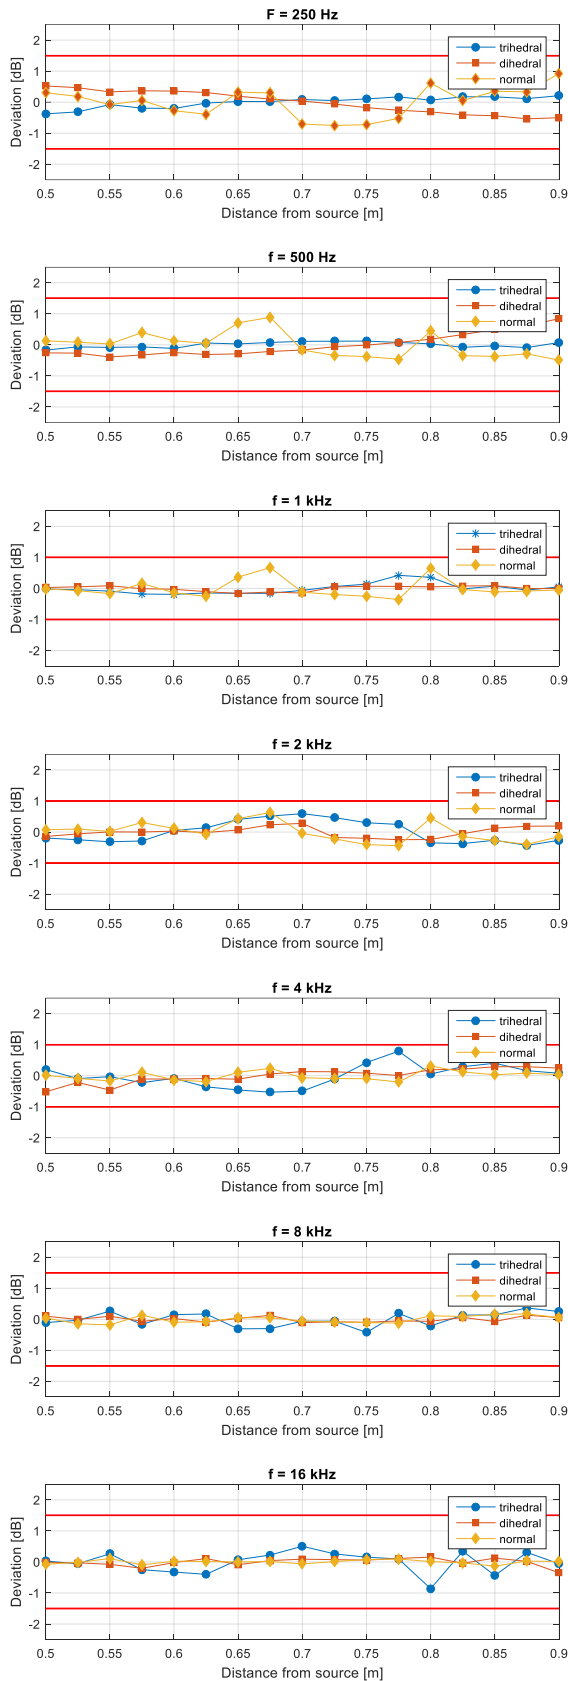 F = 250 Hz
Deviation [dB]
2
1
0
-1
-2
trihedral
dihedral
normal
0.5 0.55 0.6 0.65 0.7 0.75 0.8 0.85 0.9
Distance from source [m]
f = 500 Hz
Deviation [dB]
2
1
0
-1
-2
trihedral
dihedral
normal
0.5 0.55 0.6 0.65 0.7 0.75 0.8 0.85 0.9
Distance from source [m]
f = 1 kHz
Deviation [dB]
2
1
0
-1
-2
trihedral
dihedral
normal
0.5 0.55 0.6 0.65 0.7 0.75 0.8 0.85 0.9
Distance from source [m]
f = 2 kHz
Deviation [dB]
2
1
0
-1
-2
trihedral
dihedral
normal
0.5 0.55 0.6 0.65 0.7 0.75 0.8 0.85 0.9
Distance from source [m]
f = 4 kHz
Deviation [dB]
2
1
0
-1
-2
trihedral
dihedral
normal
0.5 0.55 0.6 0.65 0.7 0.75 0.8 0.85 0.9
Distance from source [m]
f = 8 kHz
Deviation [dB]
2
1
0
-1
-2
trihedral
dihedral
normal
0.5 0.55 0.6 0.65 0.7 0.75 0.8 0.85 0.9
Distance from source [m]
f = 16 kHz
Deviation [dB]
2
1
0
-1
-2
trihedral
dihedral
normal
0.5 0.55 0.6 0.65 0.7 0.75 0.8 0.85 0.9
Distance from source [m]